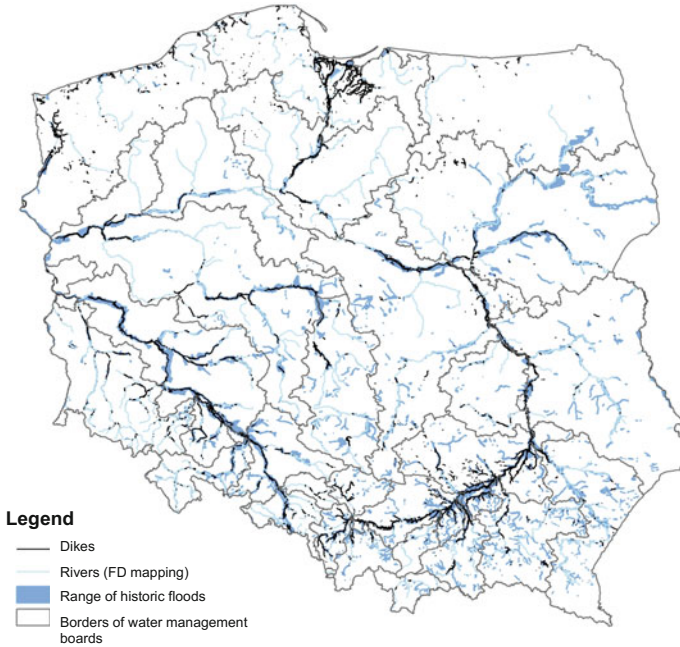 Legend
Dikes
Rivers (FD mapping)
Range of historic floods
Borders of water management
boards